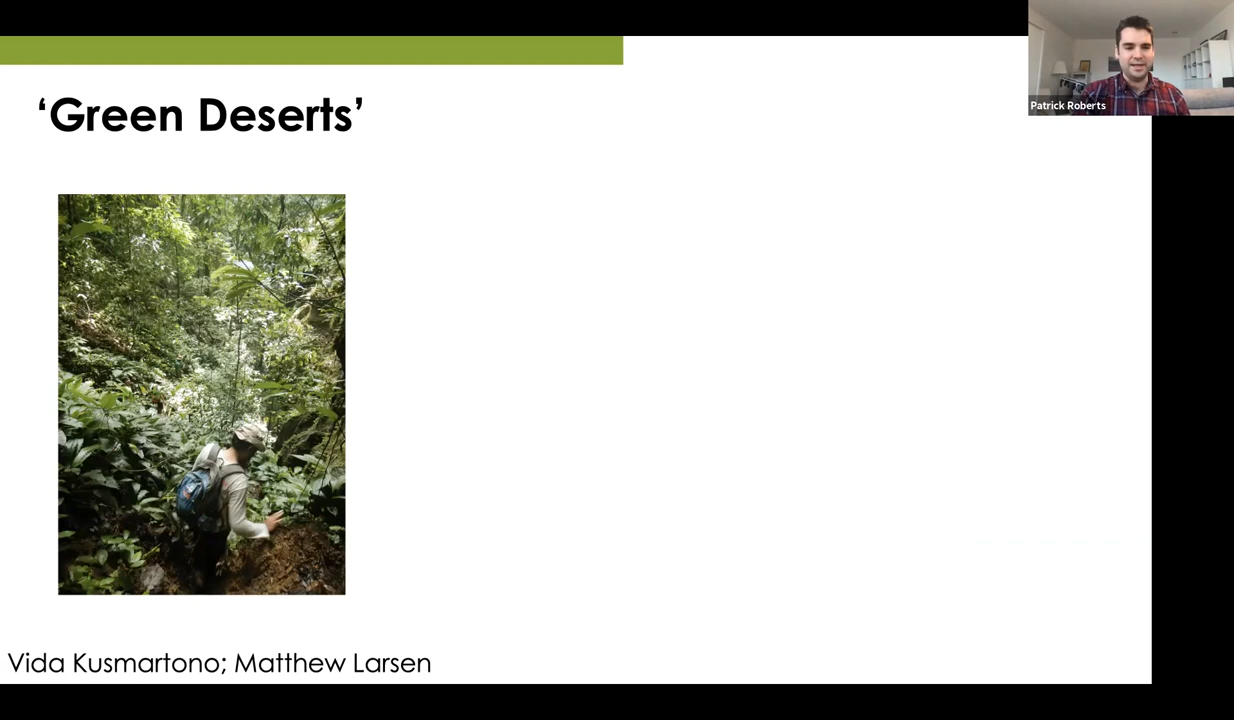 ‘Green Deserts’
Patrick Roberts
Vida Kusmartono; Matthew Larsen